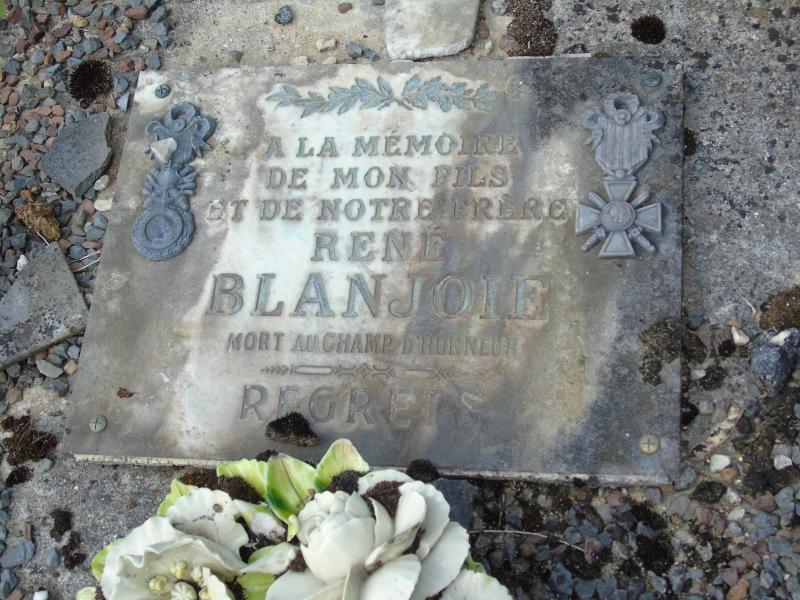 A LA MÉMOIRE
DE MON FILS
ET DE NOTRE FRÈRE
RENÉ
BLANJOIE
MORT AU CHAMP D'HONNEUR
REGRETS